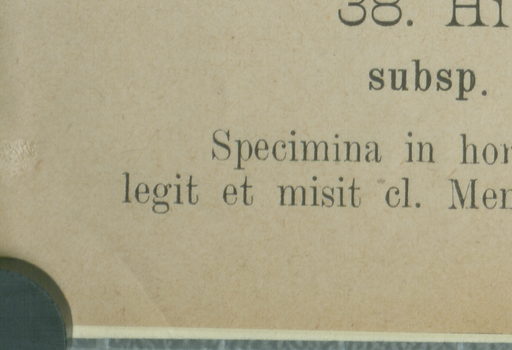 38. Hi
subsp.
Specimina in hor
legit et misit cl. Men